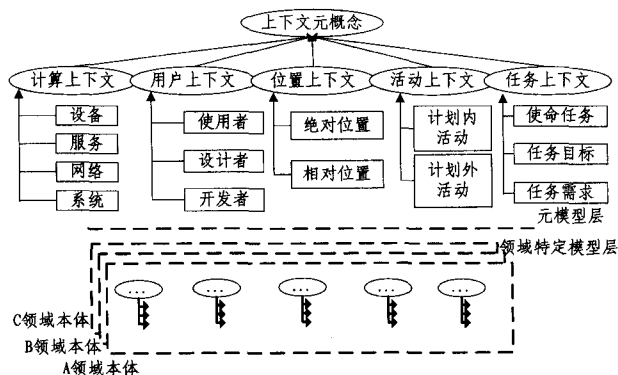 上下文元概念
计算上下文 用户上下文 位置上下文 活动上下文 任务上下文
设备
服务
网络
系统
使用者
设计者
开发者
绝对位置
相对位置
计划内
活动
计划外
活动
使命任务
任务目标
任务需求
元模型层
领域特定模型层
... ... ... ... ...
C领域本体
B领域本体
A领域本体